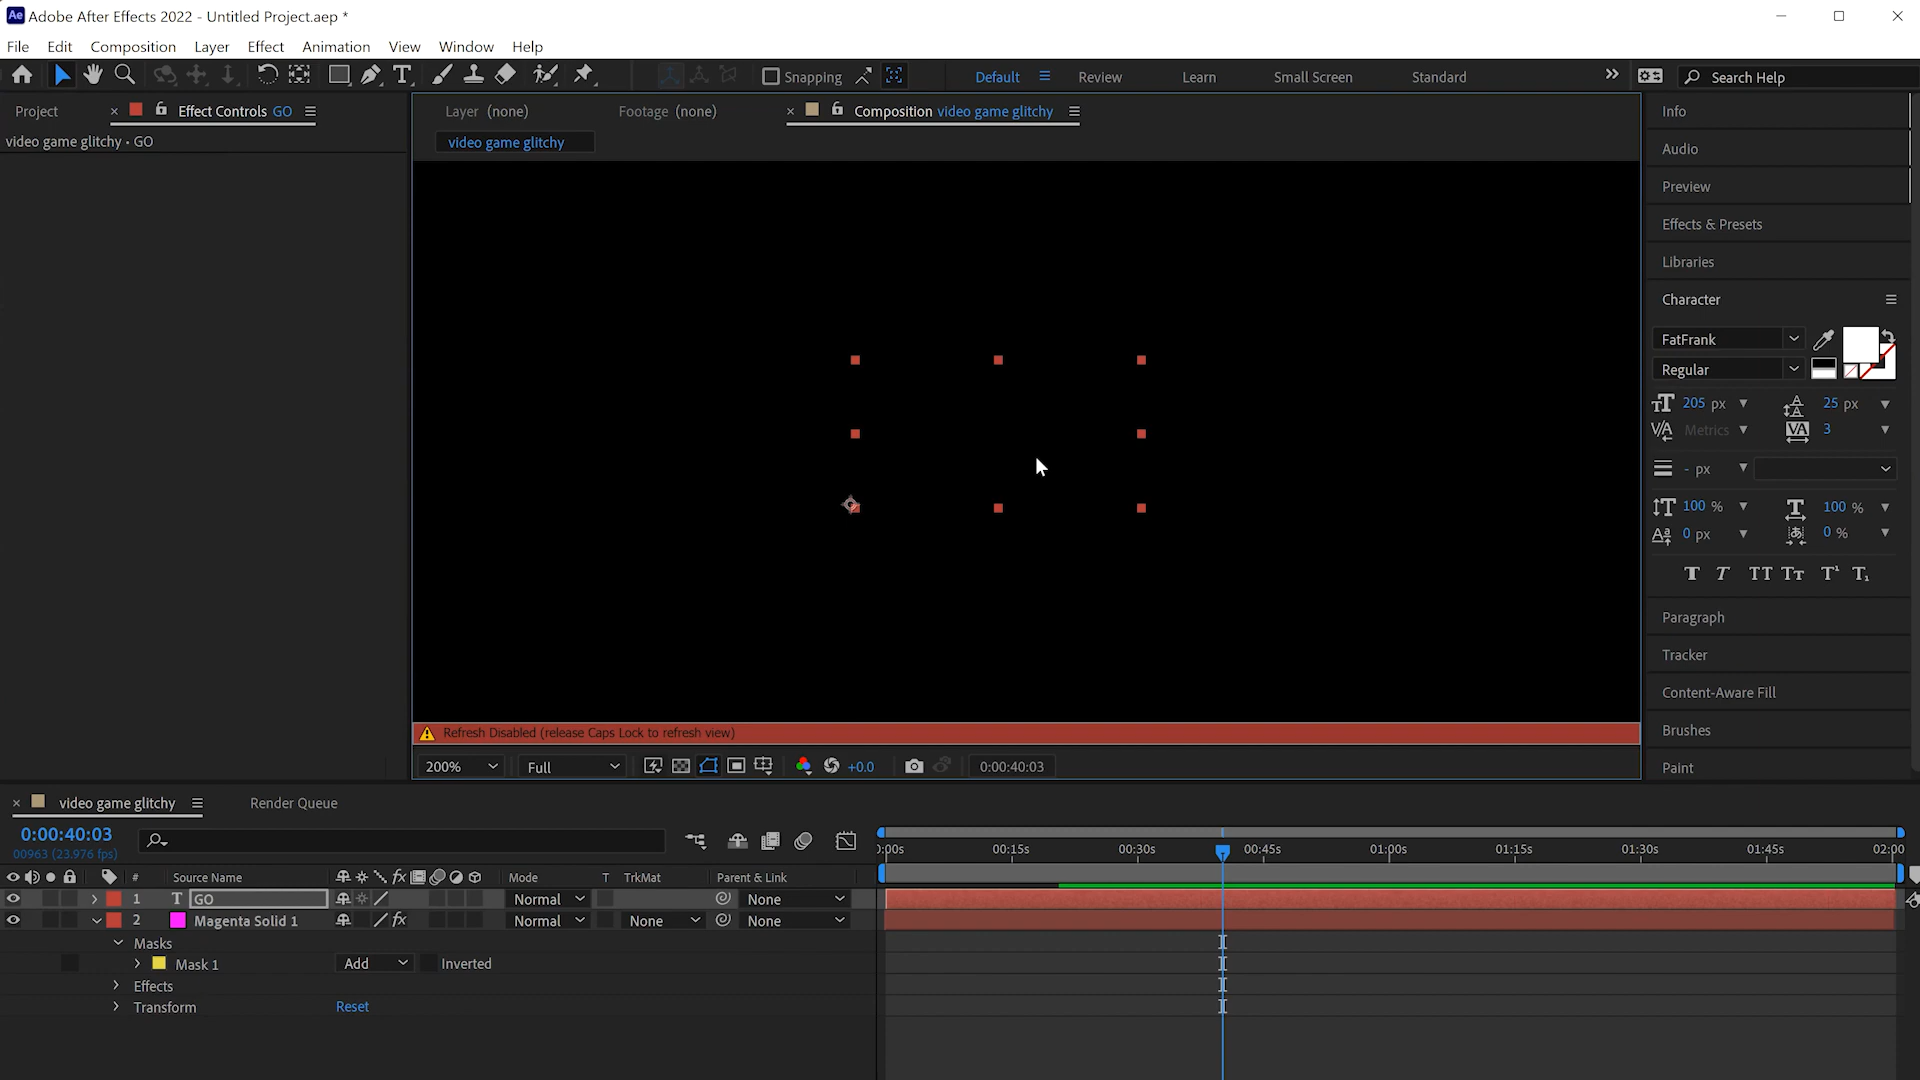 Adobe After Effects 2022 - Untitled Project.aep *
File Edit Composition Layer Effect Animation View Window Help
Snapping Default Review Learn Small Screen Standard Search Help
Project Effect Controls GO
video game glitchy • GO
Layer (none) Footage (none) Composition video game glitchy
video game glitchy
Refresh Disabled (release Caps Lock to refresh view)
200% Full +0.0 0:00:40:03
Info
Audio
Preview
Effects & Presets
Libraries
Character
FatFrank
Regular
205 px 25 px
Metrics 3
- px
100 % 100 %
0 px 0 %
Paragraph
Tracker
Content-Aware Fill
Brushes
Paint
video game glitchy Render Queue
0:00:40:03
00963 (23.976 fps)
# Source Name Mode T TrkMat Parent & Link
1 GO Normal None
2 Magenta Solid 1 Normal None None
Masks
Mask 1 Add Inverted
Effects
Transform Reset
):00s 00:15s 00:30s 00:45s 01:00s 01:15s 01:30s 01:45s 02:00